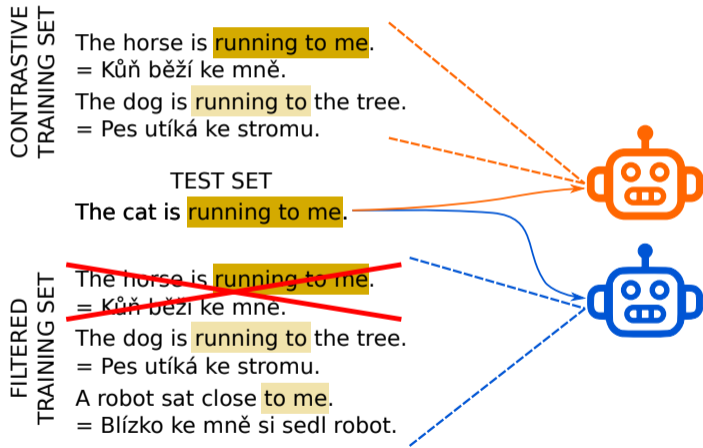 CONTRASTIVE
TRAINING SET
The horse is running to me.
= Kůň běží ke mně.
The dog is running to the tree.
= Pes utíká ke stromu.
TEST SET
The cat is running to me.
FILTERED
TRAINING SET
The horse is running to me.
= Kůň běží ke mně.
The dog is running to the tree.
= Pes utíká ke stromu.
A robot sat close to me.
= Blízko ke mně si sedl robot.